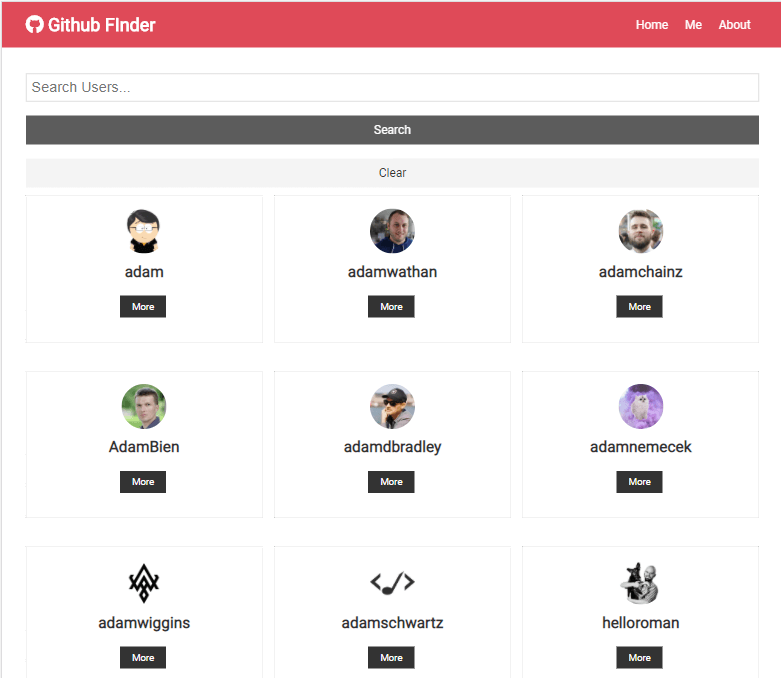 Github FInder Home Me About
Search Users...
Search
Clear
adam adamwathan adamchainz
More More More
AdamBien adamdbradley adamnemecek
More More More
adamwiggins adamschwartz helloroman
More More More